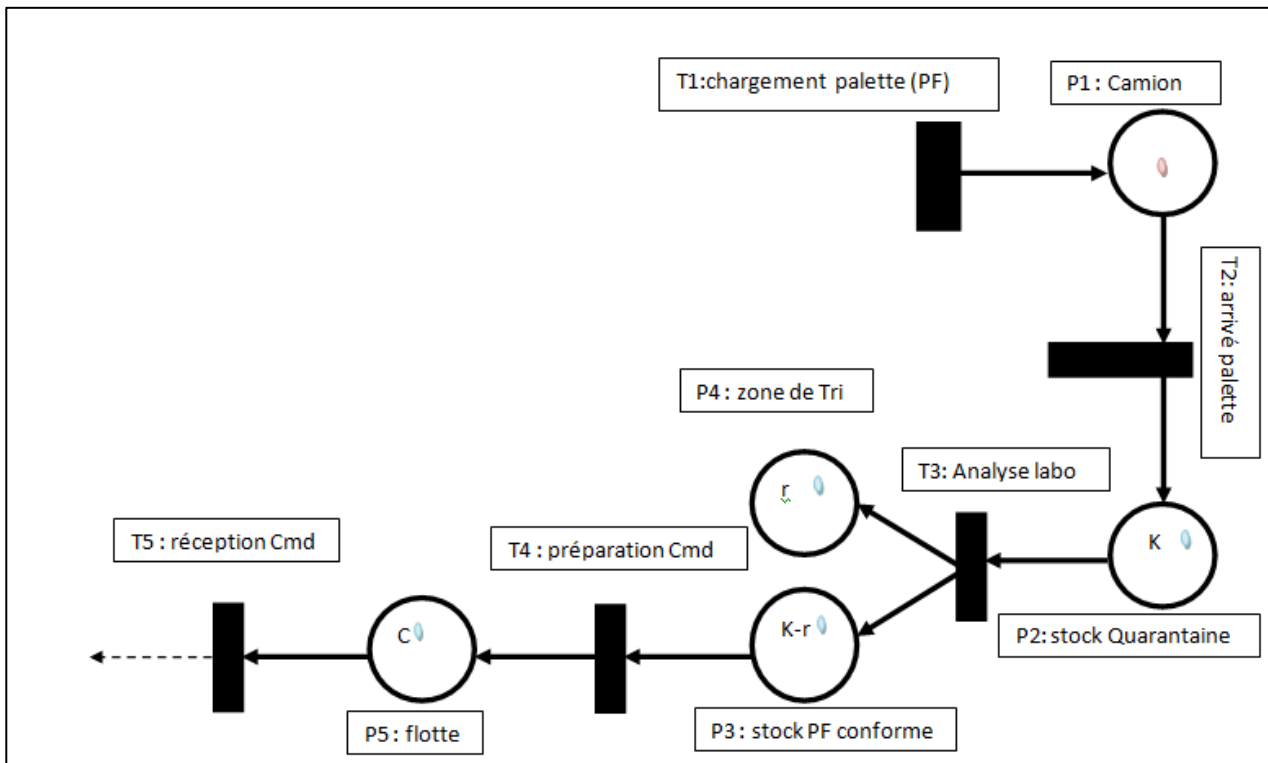 T1:chargement palette (PF)
P1 : Camion
T2: arrivé palette
P4 : zone de Tri
T3: Analyse labo
r
T5 : réception Cmd
T4 : préparation Cmd
K
C
K-r
P2: stock Quarantaine
P5 : flotte
P3 : stock PF conforme